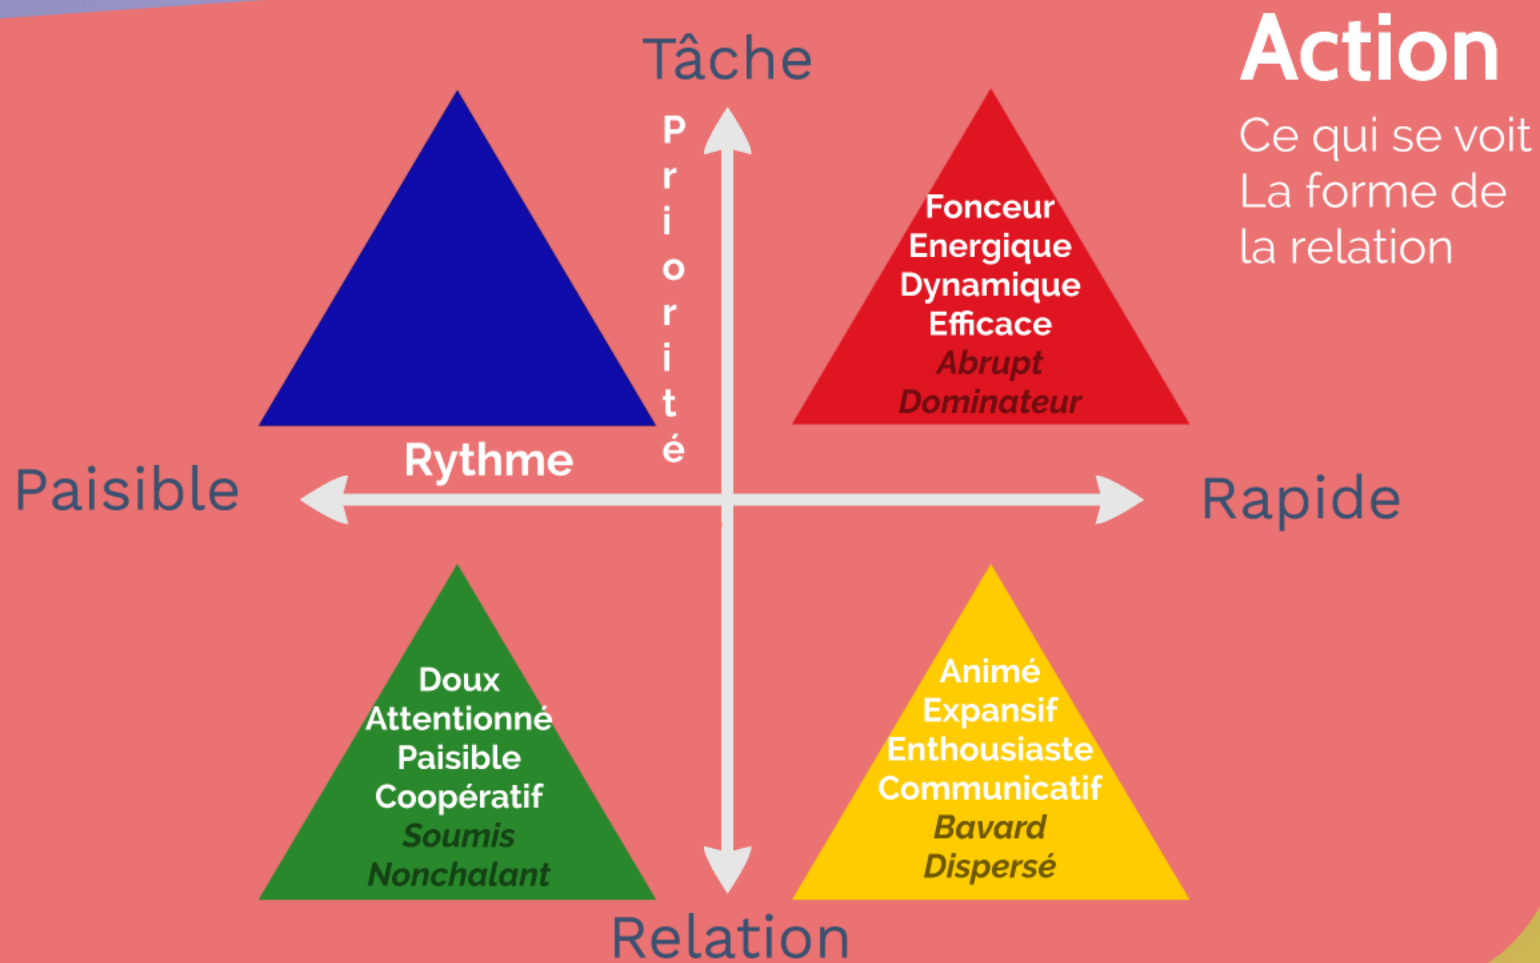 Tâche
Action
Ce qui se voit
La forme de
la relation
Priorité
Fonceur
Energique
Dynamique
Efficace
Abrupt
Dominateur
Rythme
Paisible
Rapide
Doux
Attentionné
Paisible
Coopératif
Soumis
Nonchalant
Animé
Expansif
Enthousiaste
Communicatif
Bavard
Dispersé
Relation